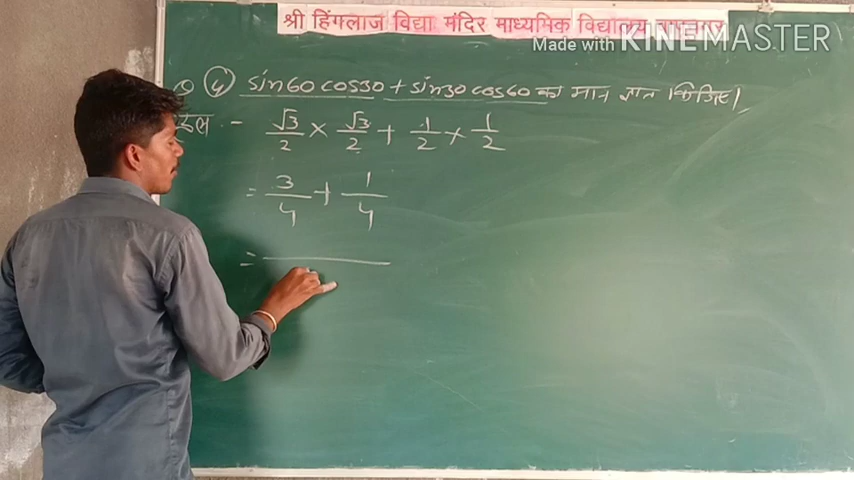 श्री हिंगलाज विद्या मंदिर माध्यमिक विद्यालय
Made with KINEMASTER
sin60 cos30 + sin30 cos60 का मान ज्ञात किजिए।
हल :- √3/2 × √3/2 + 1/2 × 1/2
= 3/4 + 1/4
=